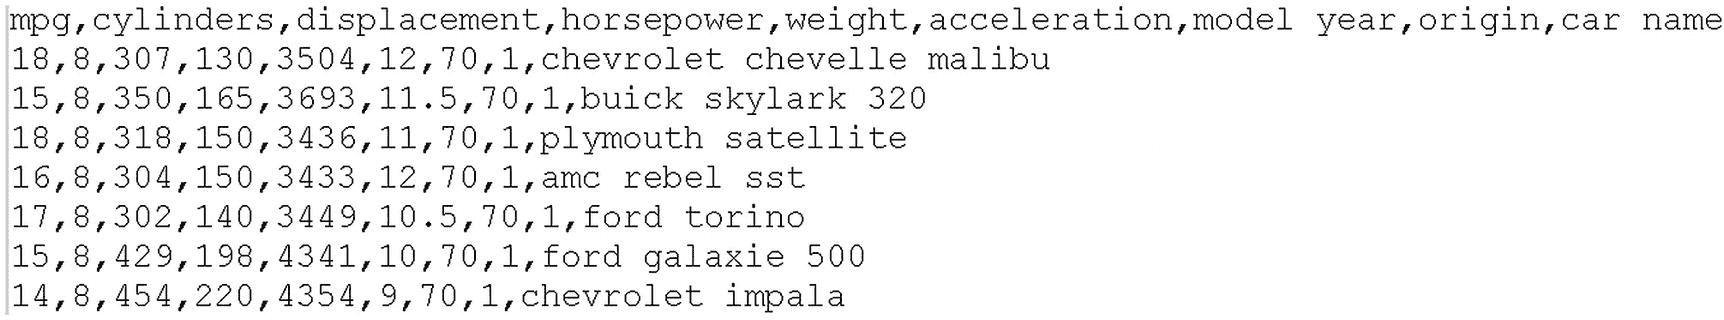 mpg,cylinders,displacement,horsepower,weight,acceleration,model year,origin,car name
18,8,307,130,3504,12,70,1,chevrolet chevelle malibu
15,8,350,165,3693,11.5,70,1,buick skylark 320
18,8,318,150,3436,11,70,1,plymouth satellite
16,8,304,150,3433,12,70,1,amc rebel sst
17,8,302,140,3449,10.5,70,1,ford torino
15,8,429,198,4341,10,70,1,ford galaxie 500
14,8,454,220,4354,9,70,1,chevrolet impala